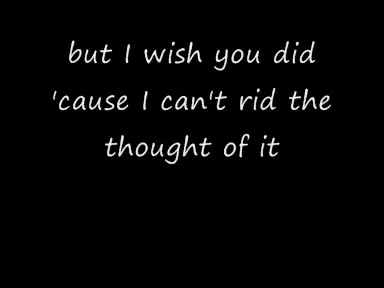 but I wish you did
'cause I can't rid the
thought of it